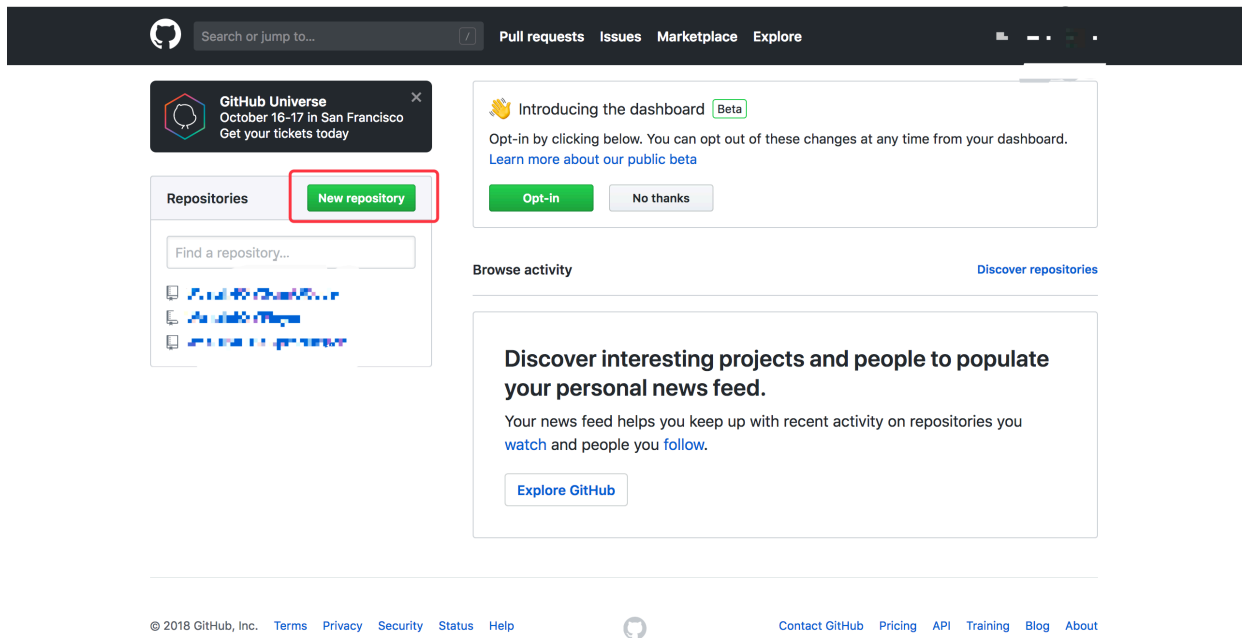 Search or jump to... /
Pull requests Issues Marketplace Explore
GitHub Universe
October 16-17 in San Francisco
Get your tickets today
Repositories New repository
Find a repository...
Introducing the dashboard Beta
Opt-in by clicking below. You can opt out of these changes at any time from your dashboard.
Learn more about our public beta
Opt-in No thanks
Browse activity Discover repositories
Discover interesting projects and people to populate
your personal news feed.
Your news feed helps you keep up with recent activity on repositories you
watch and people you follow.
Explore GitHub
© 2018 GitHub, Inc. Terms Privacy Security Status Help Contact GitHub Pricing API Training Blog About